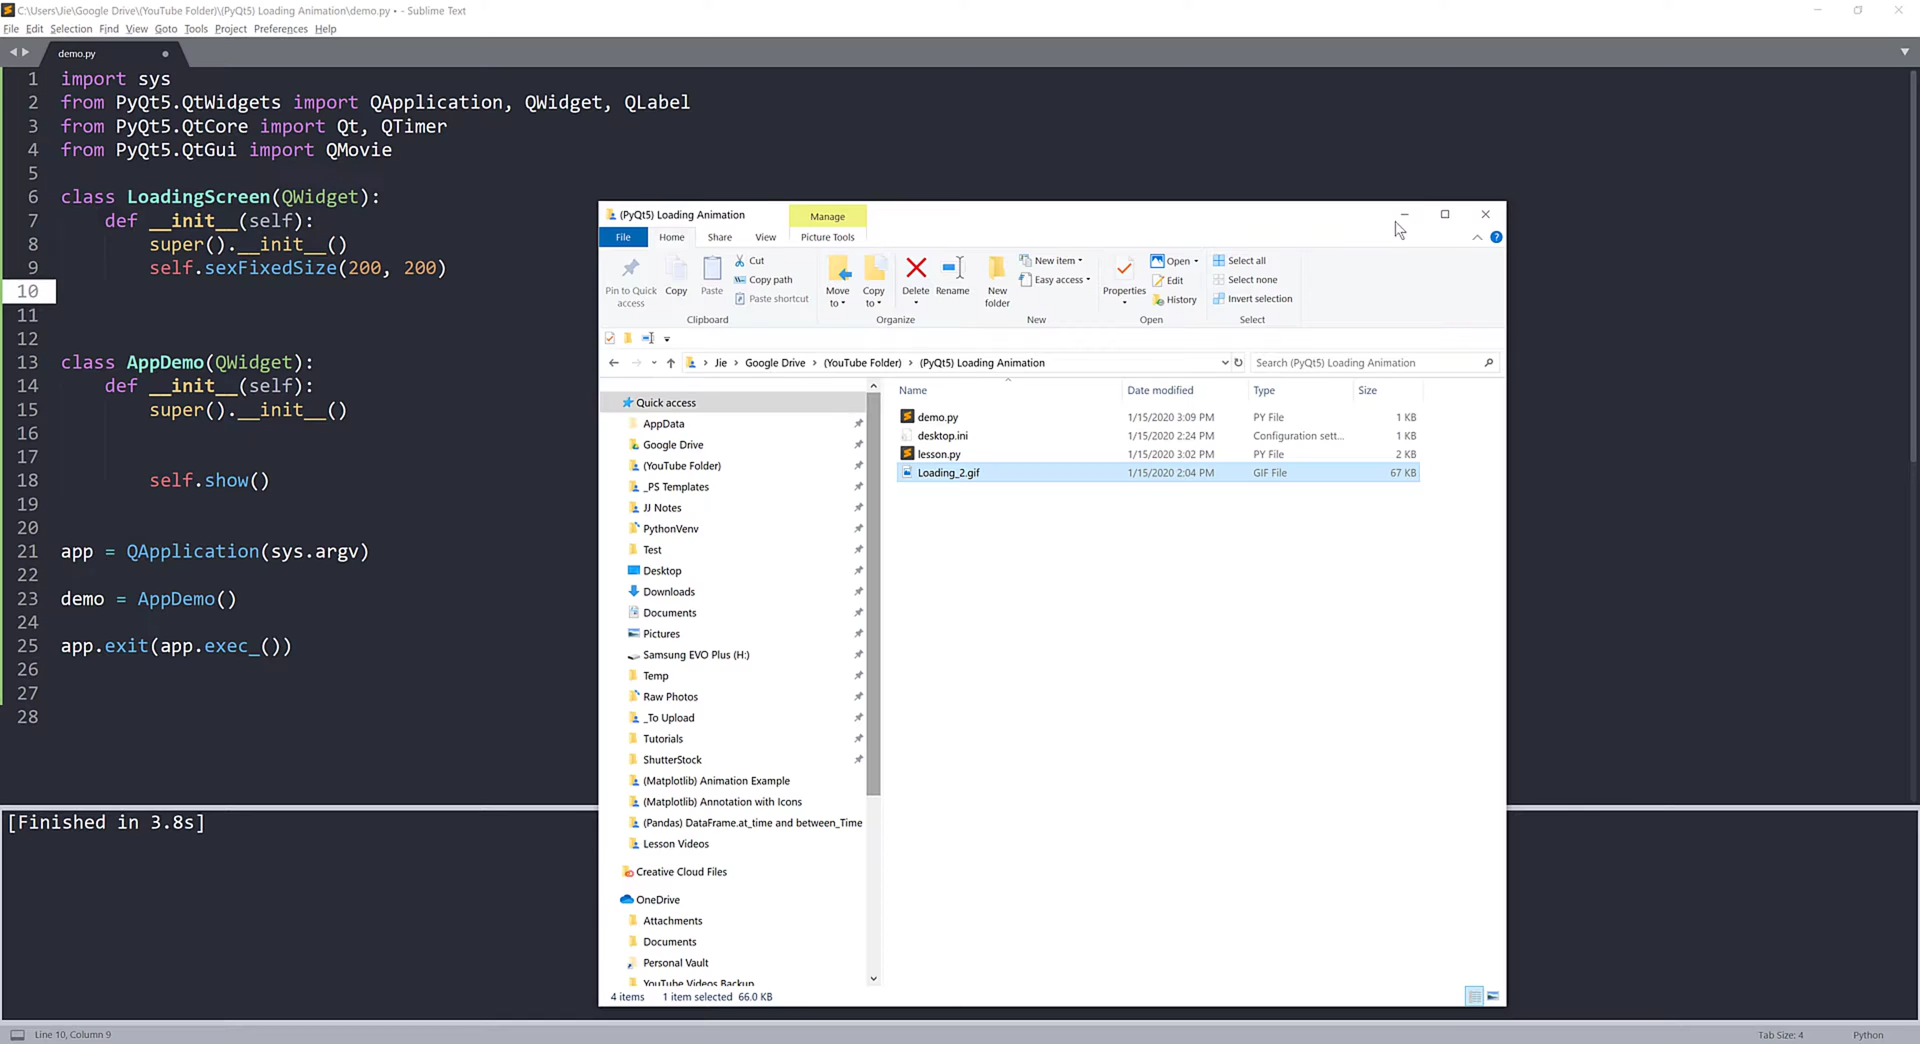 C:\Users\Jie\Google Drive\(YouTube Folder)\(PyQt5) Loading Animation\demo.py • - Sublime Text
File Edit Selection Find View Goto Tools Project Preferences Help
demo.py
1 import sys
2 from PyQt5.QtWidgets import QApplication, QWidget, QLabel
3 from PyQt5.QtCore import Qt, QTimer
4 from PyQt5.QtGui import QMovie
5
6 class LoadingScreen(QWidget):
7 def __init__(self):
8 super().__init__()
9 self.sexFixedSize(200, 200)
10
11
12
13 class AppDemo(QWidget):
14 def __init__(self):
15 super().__init__()
16
17
18 self.show()
19
20
21 app = QApplication(sys.argv)
22
23 demo = AppDemo()
24
25 app.exit(app.exec_())
26
27
28
[Finished in 3.8s]
Line 10, Column 9
Tab Size: 4 Python
(PyQt5) Loading Animation
Manage
File Home Share View Picture Tools
Pin to Quick access
Copy
Paste
Cut
Copy path
Paste shortcut
Clipboard
Move to
Copy to
Delete
Rename
Organize
New folder
New item
Easy access
New
Properties
Open
Edit
History
Open
Select all
Select none
Invert selection
Select
Jie > Google Drive > (YouTube Folder) > (PyQt5) Loading Animation
Search (PyQt5) Loading Animation
Quick access
AppData
Google Drive
(YouTube Folder)
_PS Templates
JJ Notes
PythonVenv
Test
Desktop
Downloads
Documents
Pictures
Samsung EVO Plus (H:)
Temp
Raw Photos
_To Upload
Tutorials
ShutterStock
(Matplotlib) Animation Example
(Matplotlib) Annotation with Icons
(Pandas) DataFrame.at_time and between_Time
Lesson Videos
Creative Cloud Files
OneDrive
Attachments
Documents
Personal Vault
YouTube Videos Backup
Name Date modified Type Size
demo.py 1/15/2020 3:09 PM PY File 1 KB
desktop.ini 1/15/2020 2:24 PM Configuration sett... 1 KB
lesson.py 1/15/2020 3:02 PM PY File 2 KB
Loading_2.gif 1/15/2020 2:04 PM GIF File 67 KB
4 items 1 item selected 66.0 KB